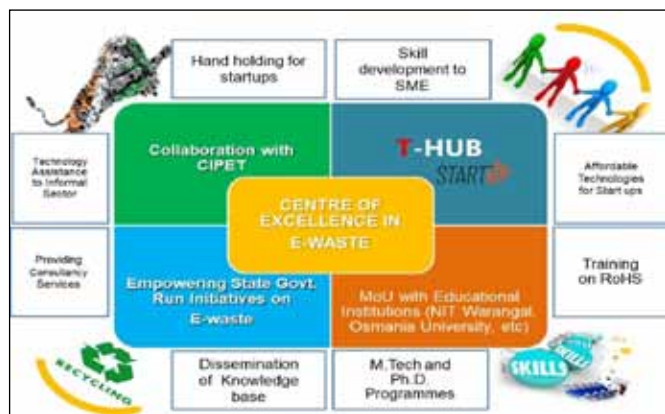 Hand holding for
startups
Skill
development to
SME
Technology
Assistance
to Informal
Sector
Collaboration with
CIPET
T-HUB
START UP
Affordable
Technologies
for Start ups
CENTRE OF
EXCELLENCE IN
E-WASTE
Providing
Consultancy
Services
Empowering State Govt.
Run Initiatives on
E-waste
MoU with Educational
Institutions (NIT Warangal,
Osmania University, etc)
Training
on RoHS
RECYCLING
Dissemination
of Knowledge
base
M.Tech and
Ph.D.
Programmes
SKILLS
SKILLS